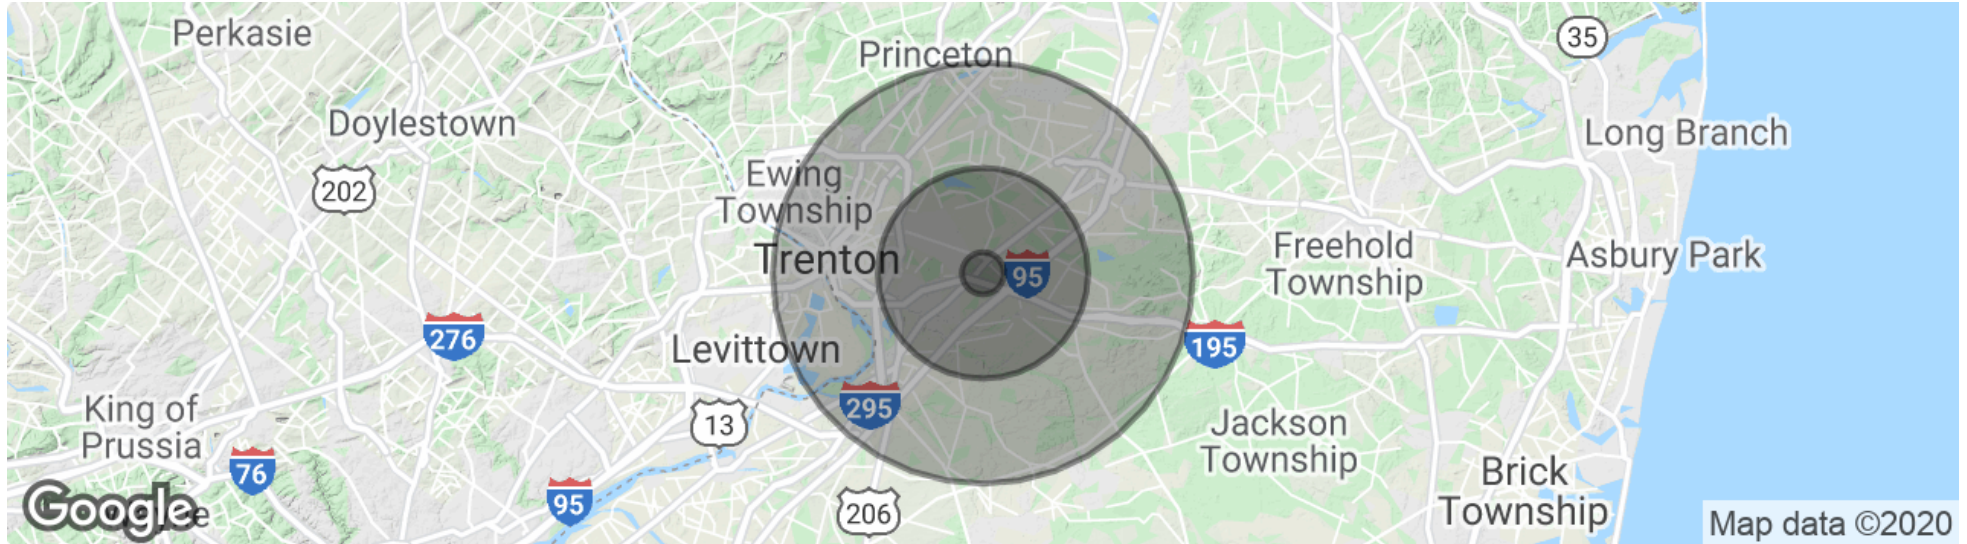 Perkasie
Princeton
35
Doylestown
Long Branch
202
Ewing
Township
Trenton
95
Freehold
Township
Asbury Park
276
Levittown
195
King of
Prussia
13
295
Jackson
Township
76
95
206
Brick
Township
Google
Map data ©2020